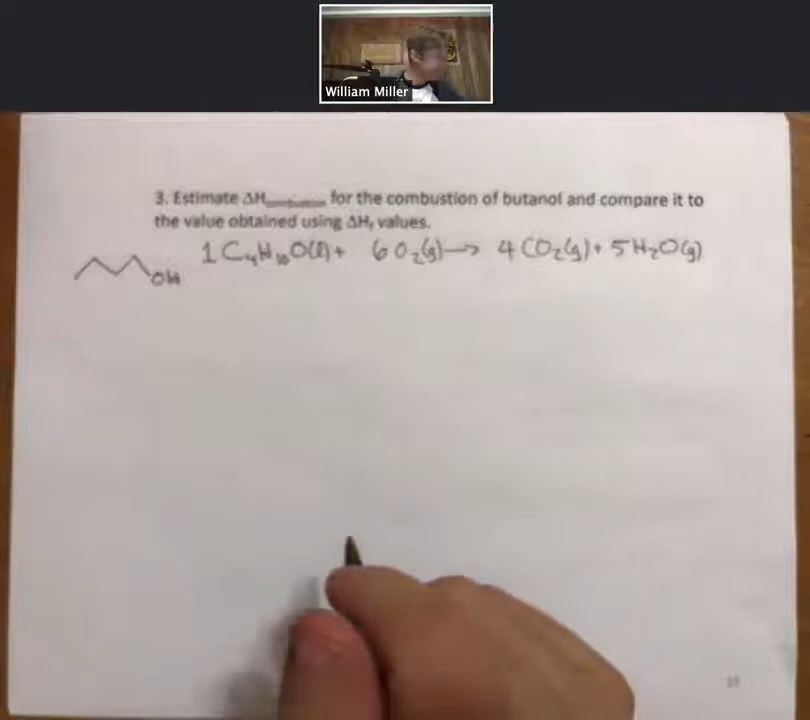 William Miller
3. Estimate ΔH for the combustion of butanol and compare it to
the value obtained using ΔHf values.
1 C₄H₁₀O(l) + 6 O₂(g) → 4 CO₂(g) + 5 H₂O(g)
OH